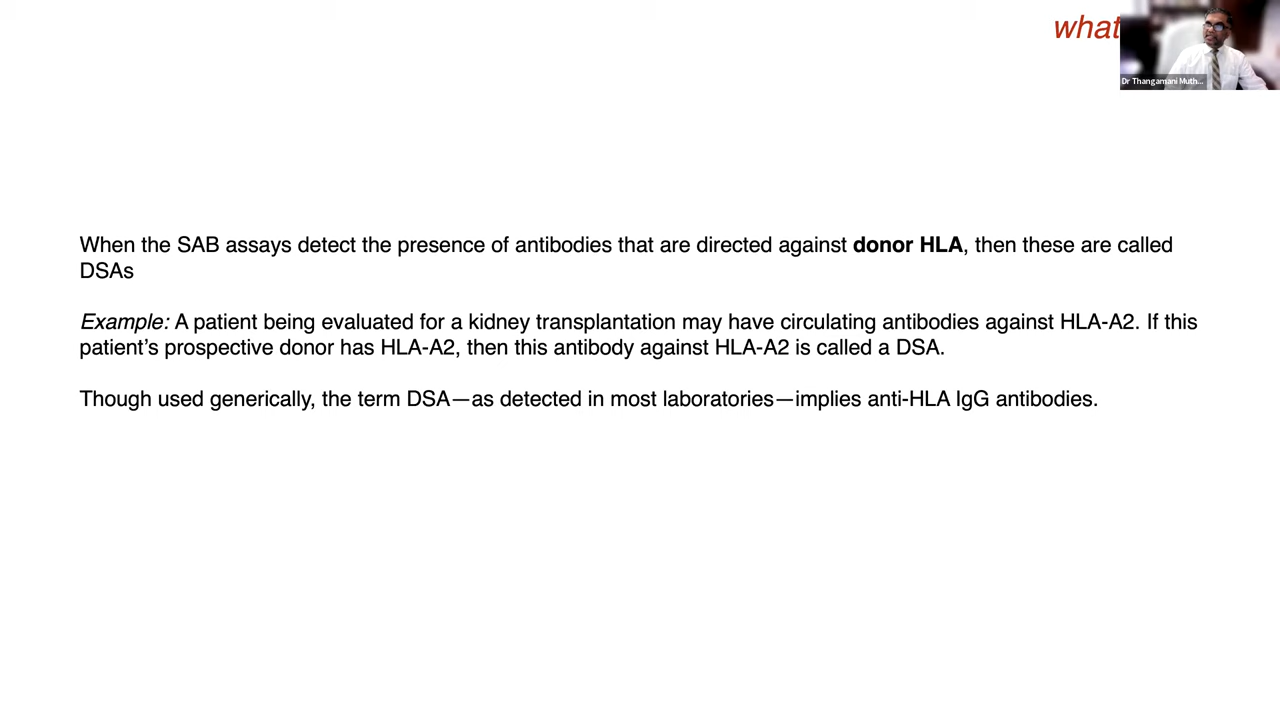 what
Dr Thangamani Muth...
When the SAB assays detect the presence of antibodies that are directed against donor HLA, then these are called
DSAs
Example: A patient being evaluated for a kidney transplantation may have circulating antibodies against HLA-A2. If this
patient’s prospective donor has HLA-A2, then this antibody against HLA-A2 is called a DSA.
Though used generically, the term DSA—as detected in most laboratories—implies anti-HLA IgG antibodies.